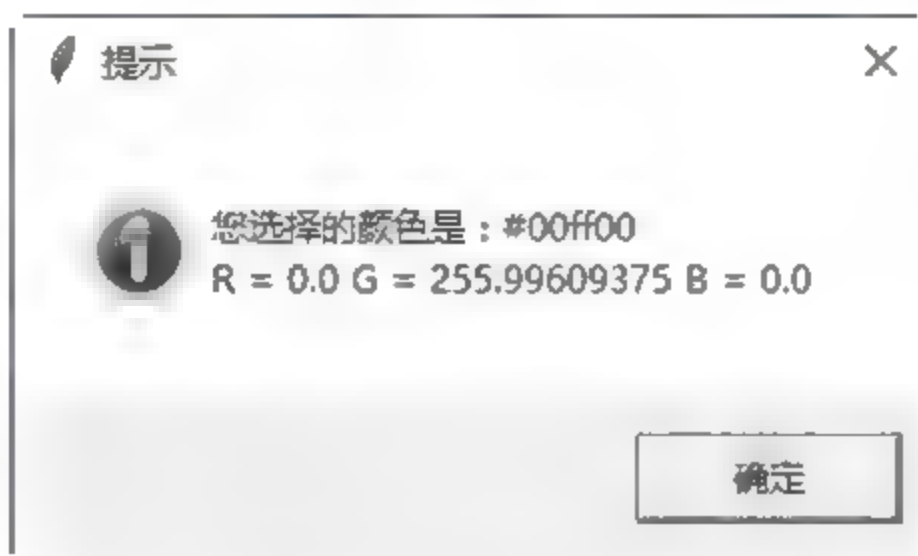 提示
您选择的颜色是：#00ff00
R = 0.0 G = 255.99609375 B = 0.0
确定